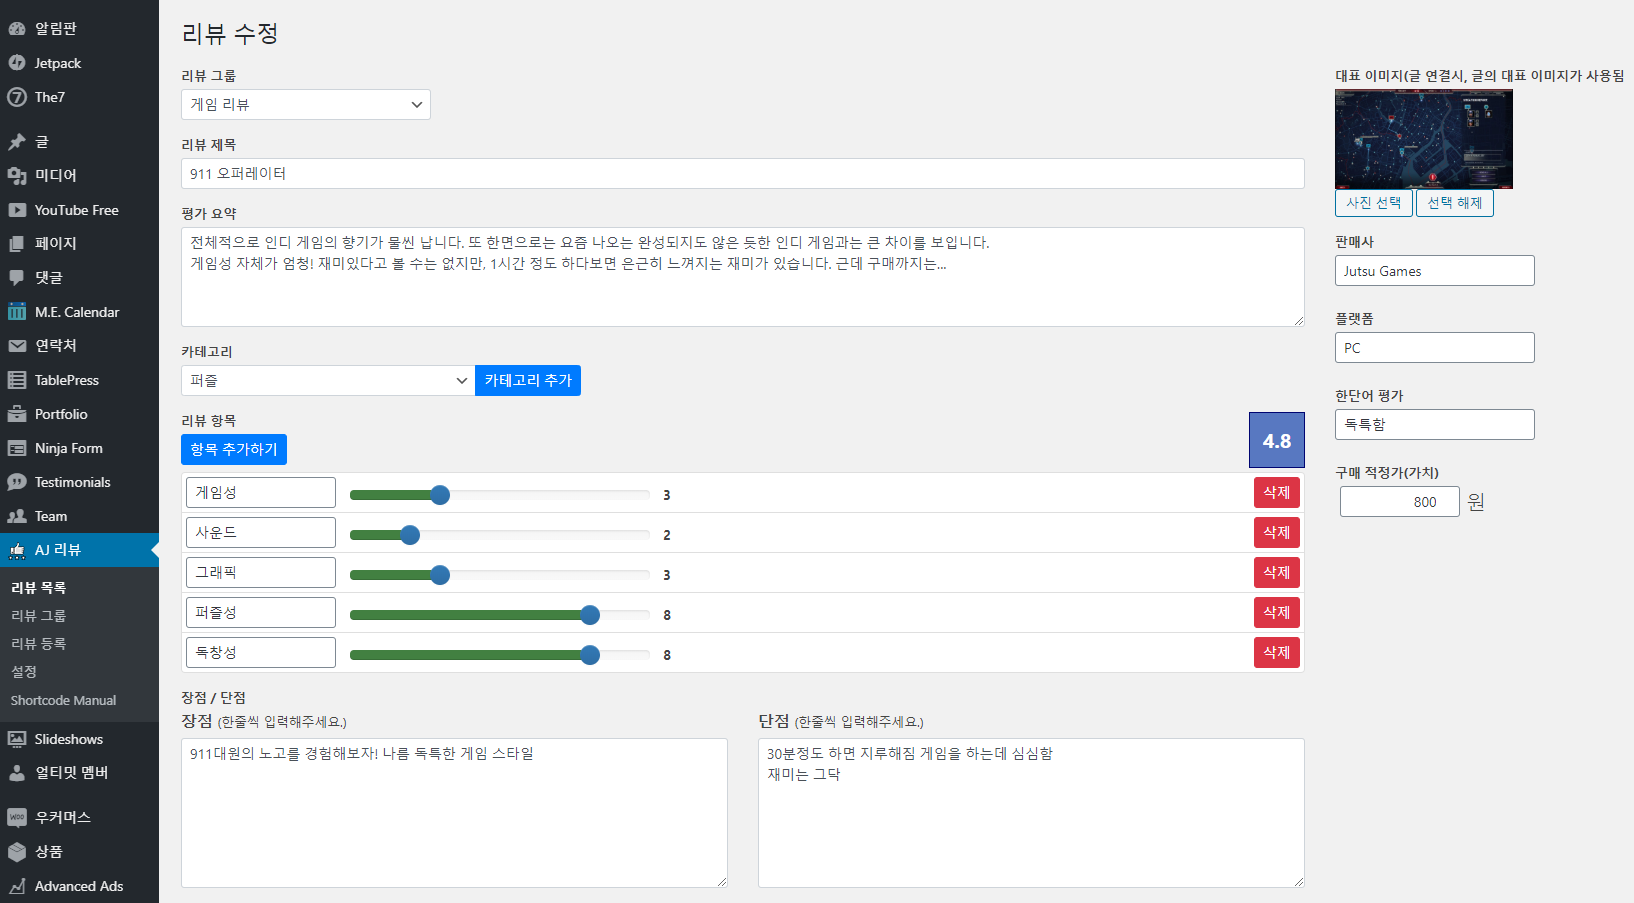 알림판
Jetpack
The7
글
미디어
YouTube Free
페이지
댓글
M.E. Calendar
연락처
TablePress
Portfolio
Ninja Form
Testimonials
Team
AJ 리뷰
리뷰 목록
리뷰 그룹
리뷰 등록
설정
Shortcode Manual
Slideshows
얼티밋 멤버
우커머스
상품
Advanced Ads
리뷰 수정
리뷰 그룹
게임 리뷰
리뷰 제목
911 오퍼레이터
평가 요약
전체적으로 인디 게임의 향기가 물씬 납니다. 또 한면으로는 요즘 나오는 완성되지도 않은 듯한 인디 게임과는 큰 차이를 보입니다.
게임성 자체가 엄청! 재미있다고 볼 수는 없지만, 1시간 정도 하다보면 은근히 느껴지는 재미가 있습니다. 근데 구매까지는...
카테고리
퍼즐
카테고리 추가
리뷰 항목
항목 추가하기
4.8
게임성 3 삭제
사운드 2 삭제
그래픽 3 삭제
퍼즐성 8 삭제
독창성 8 삭제
장점 / 단점
장점 (한줄씩 입력해주세요.)
911대원의 노고를 경험해보자! 나름 독특한 게임 스타일
단점 (한줄씩 입력해주세요.)
30분정도 하면 지루해짐 게임을 하는데 심심함
재미는 그닥
대표 이미지(글 연결시, 글의 대표 이미지가 사용됨
사진 선택 선택 해제
판매사
Jutsu Games
플랫폼
PC
한단어 평가
독특함
구매 적정가(가치)
800 원